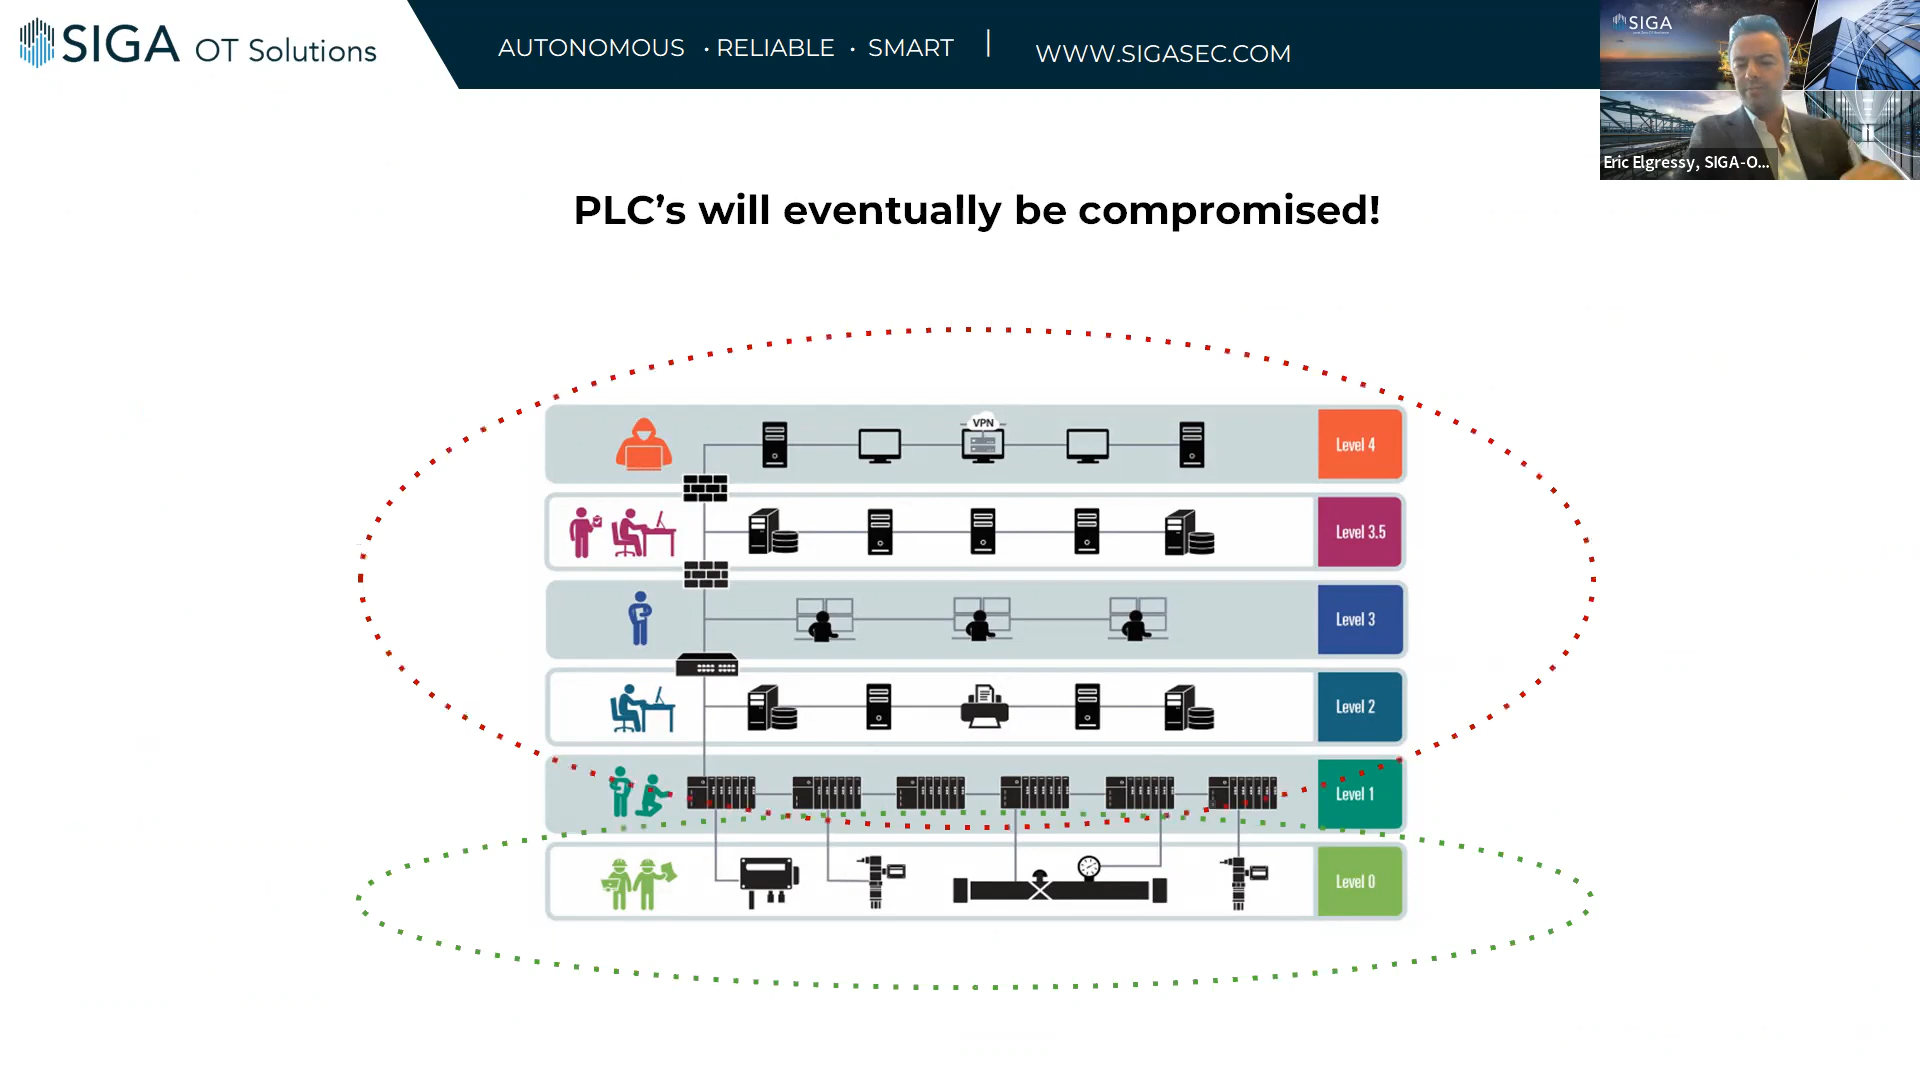 SIGA OT Solutions
AUTONOMOUS · RELIABLE · SMART | WWW.SIGASEC.COM
SIGA
Eric Elgressy, SIGA-O...
PLC’s will eventually be compromised!
VPN
Level 4
Level 3.5
Level 3
Level 2
Level 1
Level 0